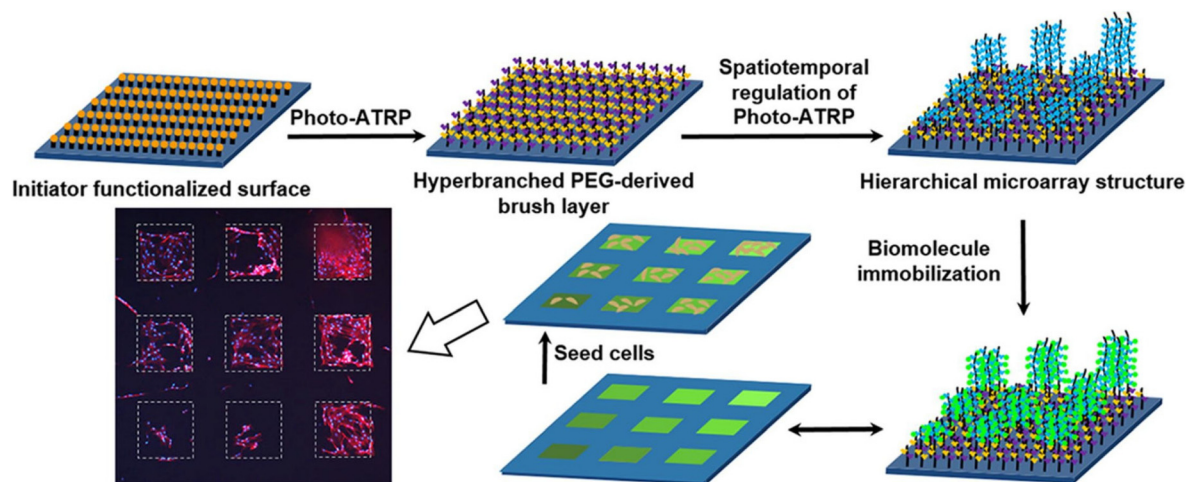 Photo-ATRP
Spatiotemporal
regulation of
Photo-ATRP
Initiator functionalized surface
Hyperbranched PEG-derived
brush layer
Hierarchical microarray structure
Biomolecule
immobilization
Seed cells